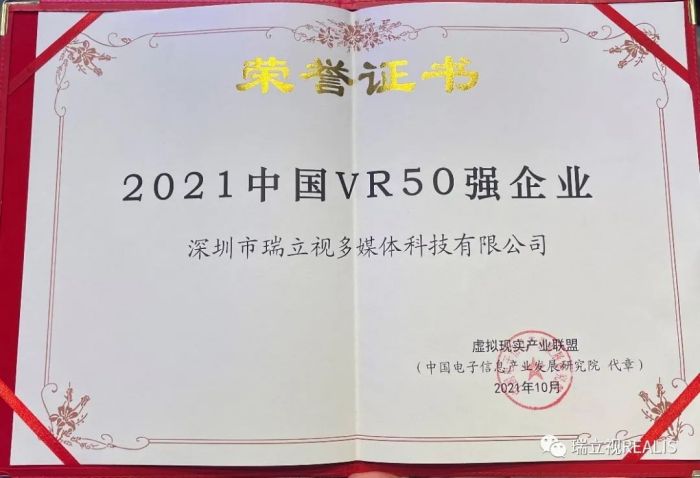 荣誉证书
2021中国VR50强企业
深圳市瑞立视多媒体科技有限公司
虚拟现实产业联盟
（中国电子信息产业发展研究院 代章）
2021年10月
瑞立视REALIS